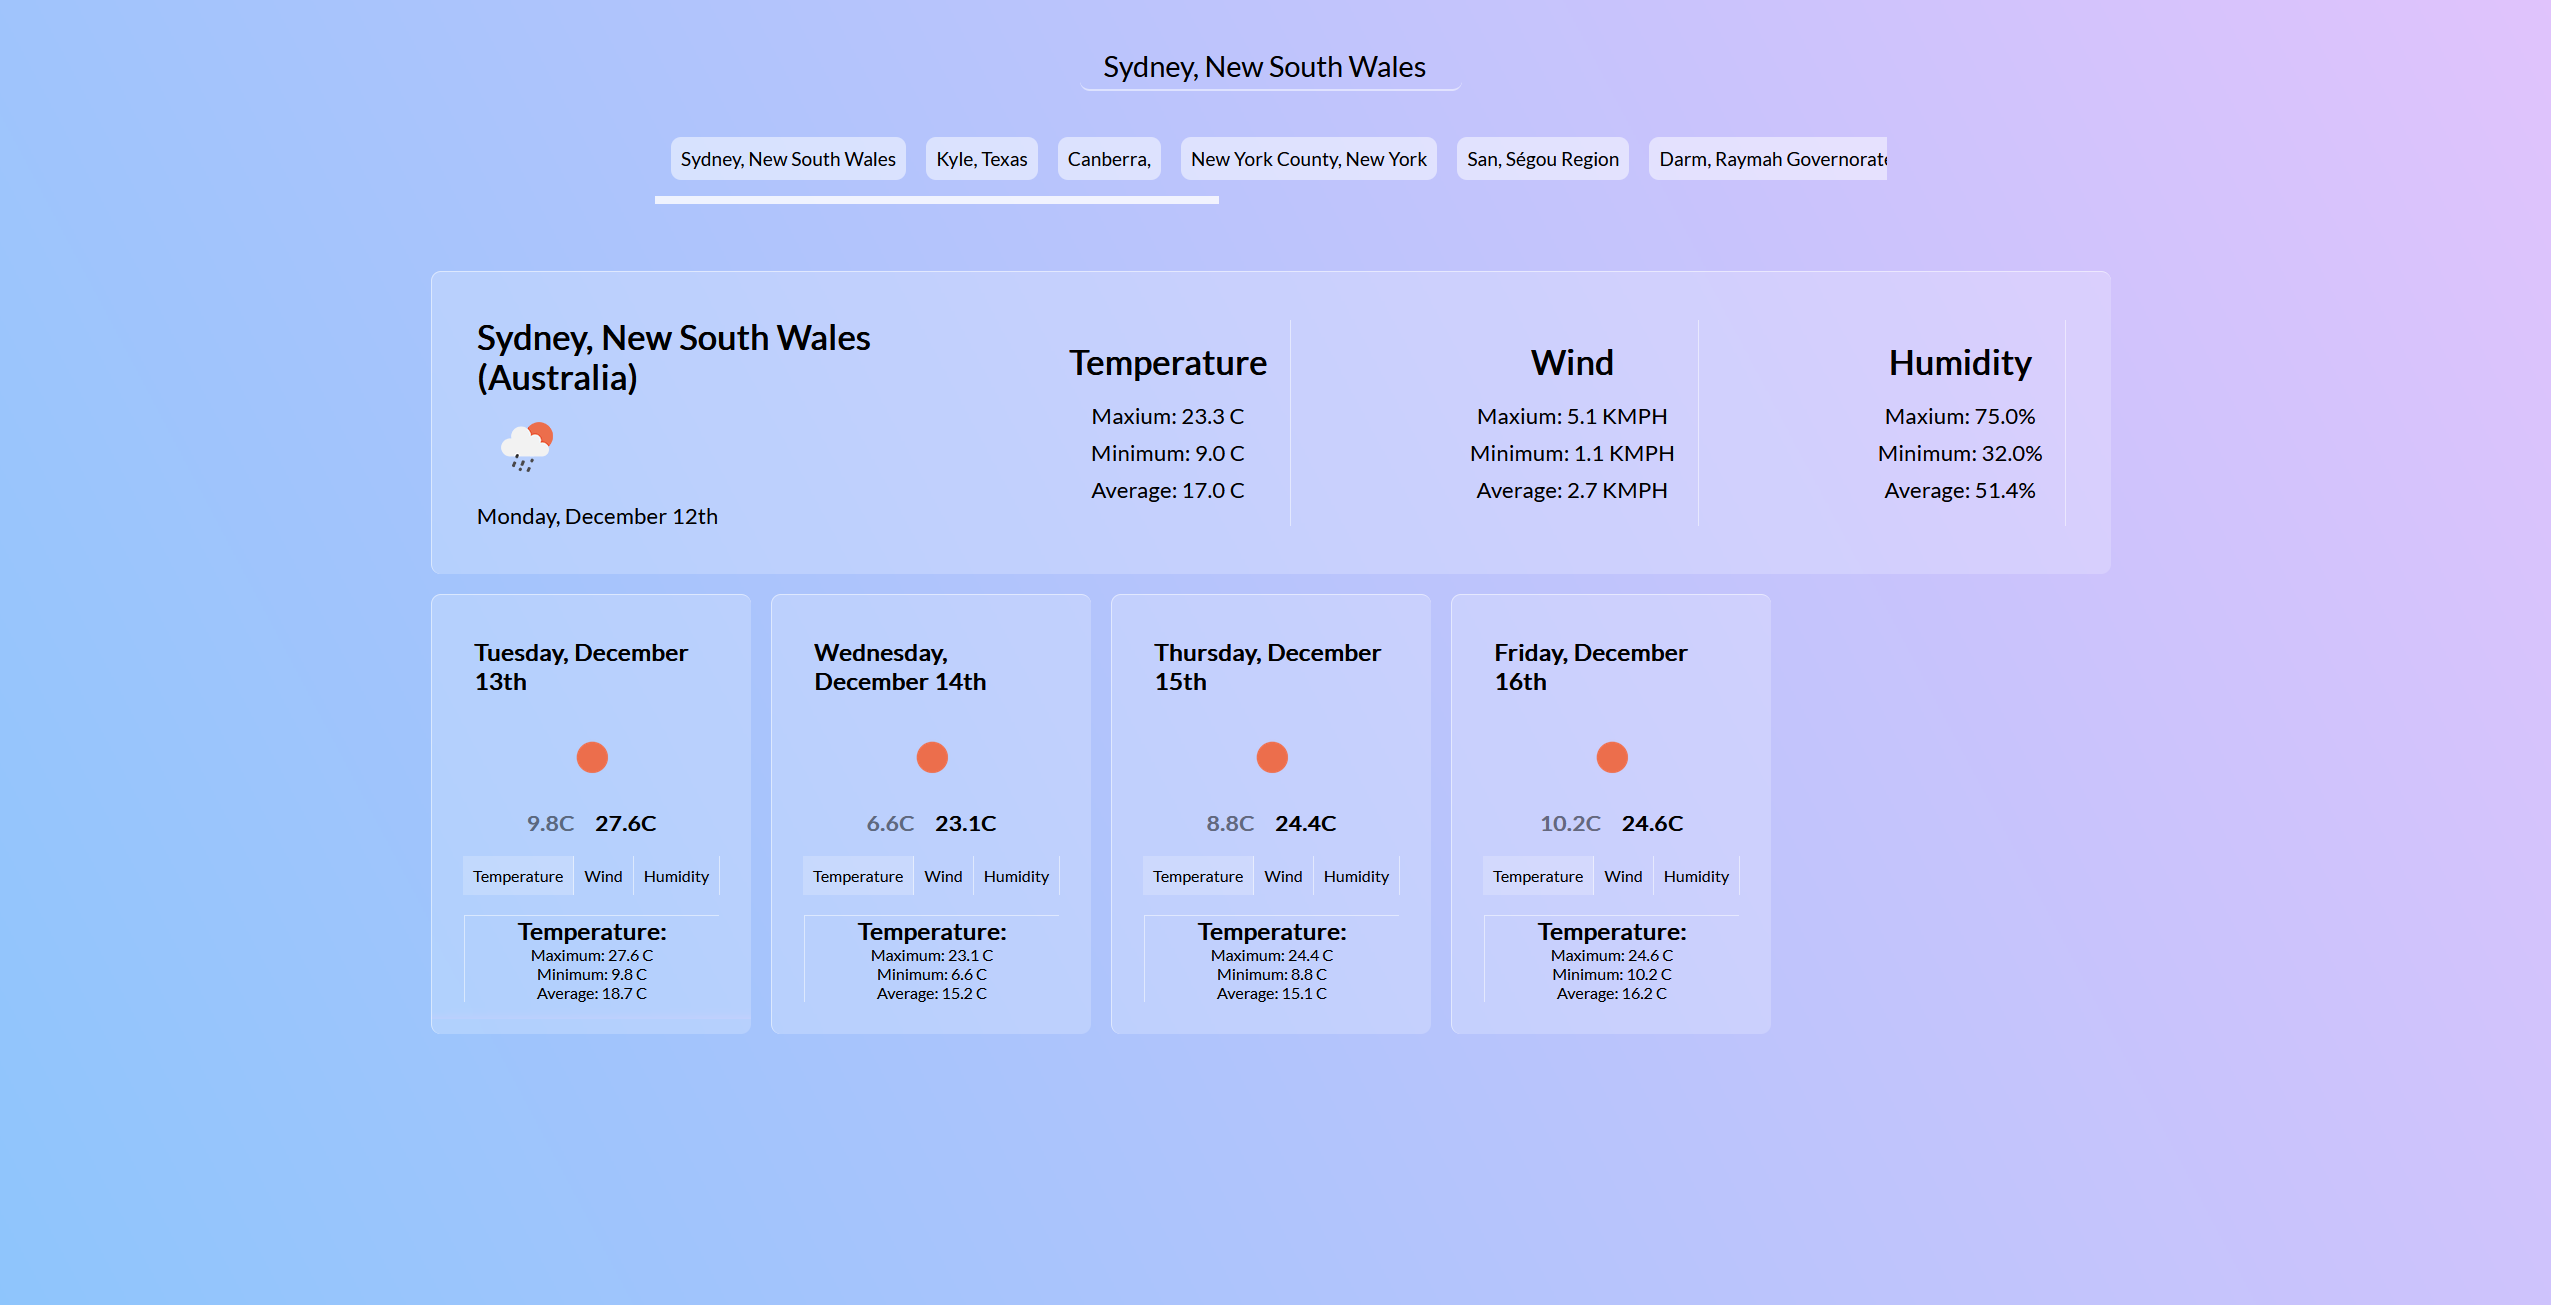 Sydney, New South Wales
Sydney, New South Wales
Kyle, Texas
Canberra,
New York County, New York
San, Ségou Region
Darm, Raymah Governorate
Sydney, New South Wales
(Australia)
Monday, December 12th
Temperature
Maxium: 23.3 C
Minimum: 9.0 C
Average: 17.0 C
Wind
Maxium: 5.1 KMPH
Minimum: 1.1 KMPH
Average: 2.7 KMPH
Humidity
Maxium: 75.0%
Minimum: 32.0%
Average: 51.4%
Tuesday, December
13th
9.8C 27.6C
Temperature Wind Humidity
Temperature:
Maximum: 27.6 C
Minimum: 9.8 C
Average: 18.7 C
Wednesday,
December 14th
6.6C 23.1C
Temperature Wind Humidity
Temperature:
Maximum: 23.1 C
Minimum: 6.6 C
Average: 15.2 C
Thursday, December
15th
8.8C 24.4C
Temperature Wind Humidity
Temperature:
Maximum: 24.4 C
Minimum: 8.8 C
Average: 15.1 C
Friday, December
16th
10.2C 24.6C
Temperature Wind Humidity
Temperature:
Maximum: 24.6 C
Minimum: 10.2 C
Average: 16.2 C